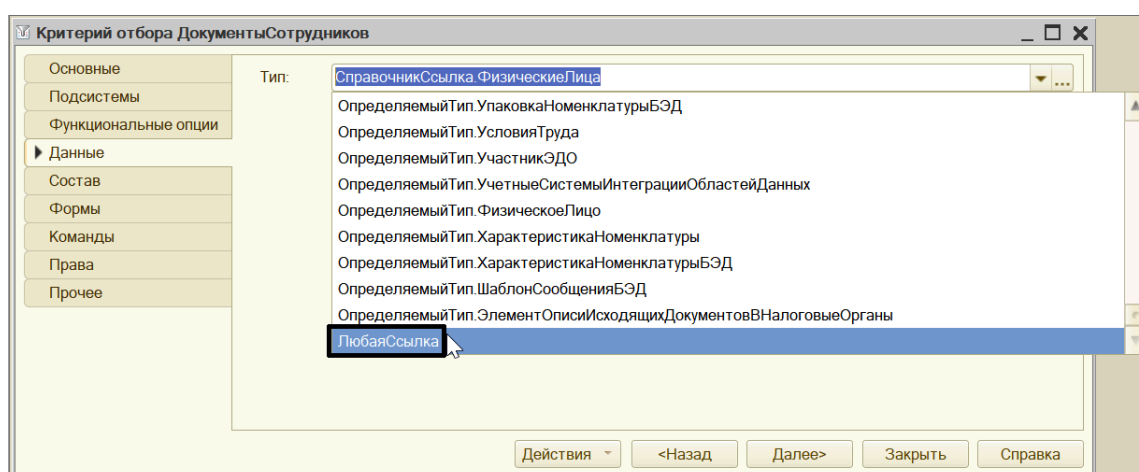 Критерий отбора ДокументыСотрудников
Основные
Подсистемы
Функциональные опции
Данные
Состав
Формы
Команды
Права
Прочее
Тип: СправочникСсылка.ФизическиеЛица
ОпределяемыйТип.УпаковкаНоменклатурыБЭД
ОпределяемыйТип.УсловияТруда
ОпределяемыйТип.УчастникЭДО
ОпределяемыйТип.УчетныеСистемыИнтеграцииОбластейДанных
ОпределяемыйТип.ФизическоеЛицо
ОпределяемыйТип.ХарактеристикаНоменклатуры
ОпределяемыйТип.ХарактеристикаНоменклатурыБЭД
ОпределяемыйТип.ШаблонСообщенияБЭД
ОпределяемыйТип.ЭлементОписиИсходящихДокументовВНалоговыеОрганы
ЛюбаяСсылка
Действия <Назад Далее> Закрыть Справка